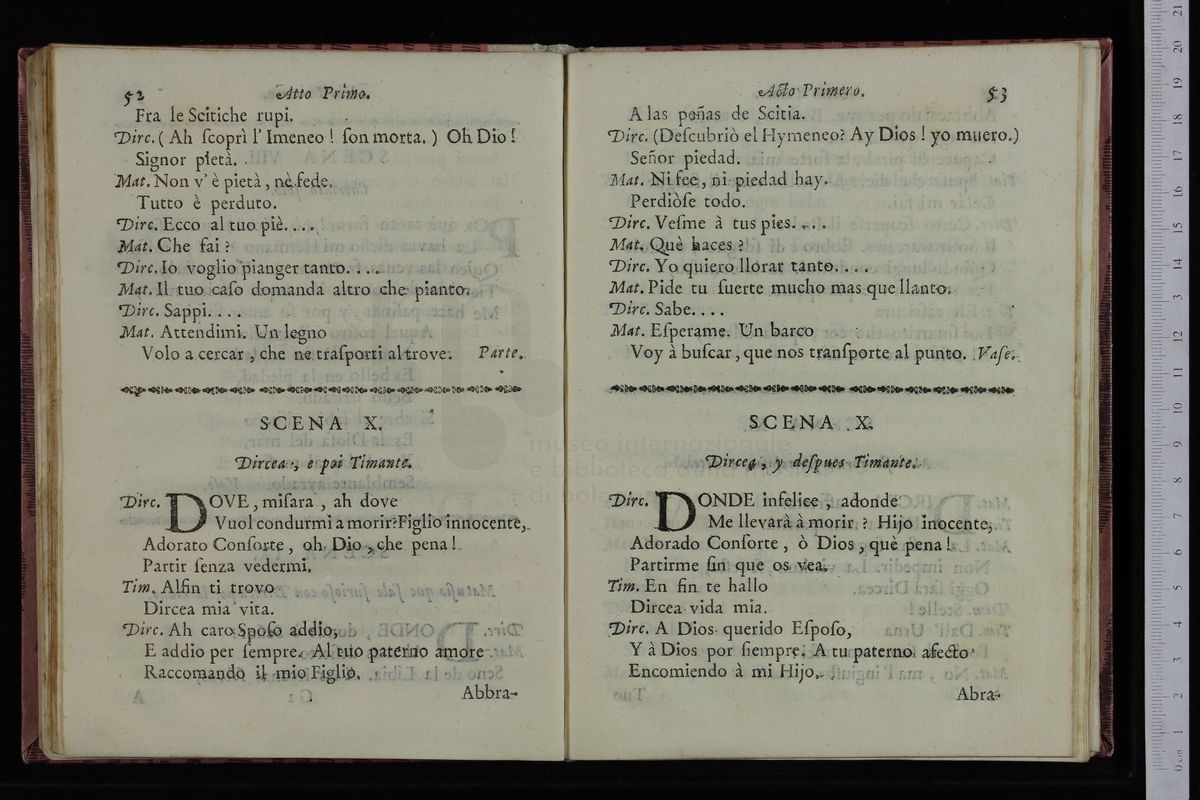 52 Atto Primo.
Fra le Scitiche rupi.
Dirc. ( Ah ſcoprì l' Imeneo ! ſon morta. ) Oh Dio !
Signor pietà.
Mat. Non v' è pietà, nè fede.
Tutto è perduto.
Dirc. Ecco al tuo piè. . . .
Mat. Che fai ?
Dirc. Io voglio pianger tanto. . . .
Mat. Il tuo caſo domanda altro che pianto.
Dirc. Sappi. . .
Mat. Attendimi. Un legno
Volo a cercar, che ne traſporti altrove. Parte.
SCENA X.
Dircea, e poi Timante.
Dirc. DOVE, miſara, ah dove
Vuol condurmi a morir? Figlio innocente,
Adorato Conſorte, oh Dio, che pena !
Partir ſenza vedermi.
Tim. Alfin ti trovo
Dircea mia vita.
Dirc. Ah caro Spoſo addio,
E addio per ſempre. Al tuo paterno amore
Raccomando il mio Figlio.
Abbra-
Acto Primero. 53
A las peñas de Scitia.
Dirc. (Deſcubriò el Hymeneo? Ay Dios ! yo muero.)
Señor piedad.
Mat. Ni fee, ni piedad hay.
Perdiòſe todo.
Dirc. Veſme à tus pies. . . .
Mat. Què haces ?
Dirc. Yo quiero llorar tanto. . . .
Mat. Pide tu ſuerte mucho mas que llanto.
Dirc. Sabe. . . .
Mat. Eſperame. Un barco
Voy à buſcar, que nos tranſporte al punto. Vaſe.
SCENA X.
Dircea, y deſpues Timante.
Dirc. DONDE infelice, adonde
Me llevarà à morir ? Hijo inocente,
Adorado Conſorte, ò Dios, què pena !
Partirme ſin que os vea.
Tim. En fin te hallo
Dircea vida mia.
Dirc. A Dios querido Eſpoſo,
Y à Dios por ſiempre. A tu paterno afecto
Encomiendo à mi Hijo.
Abra-
museo internazionale
e biblioteca
di bolo